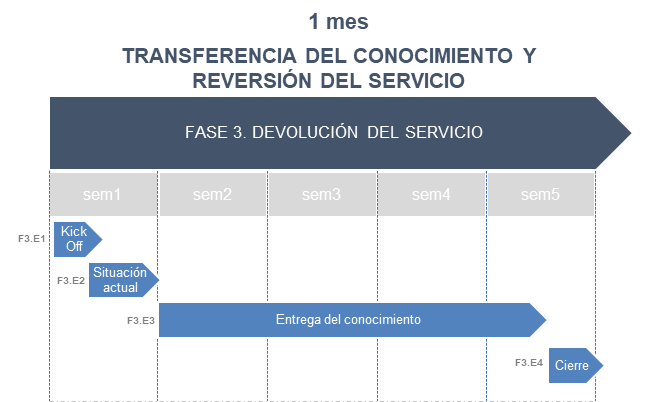 1 mes
TRANSFERENCIA DEL CONOCIMIENTO Y
REVERSIÓN DEL SERVICIO
FASE 3. DEVOLUCIÓN DEL SERVICIO
sem1 sem2 sem3 sem4 sem5
F3.E1
Kick
Off
F3.E2
Situación
actual
F3.E3
Entrega del conocimiento
F3.E4
Cierre